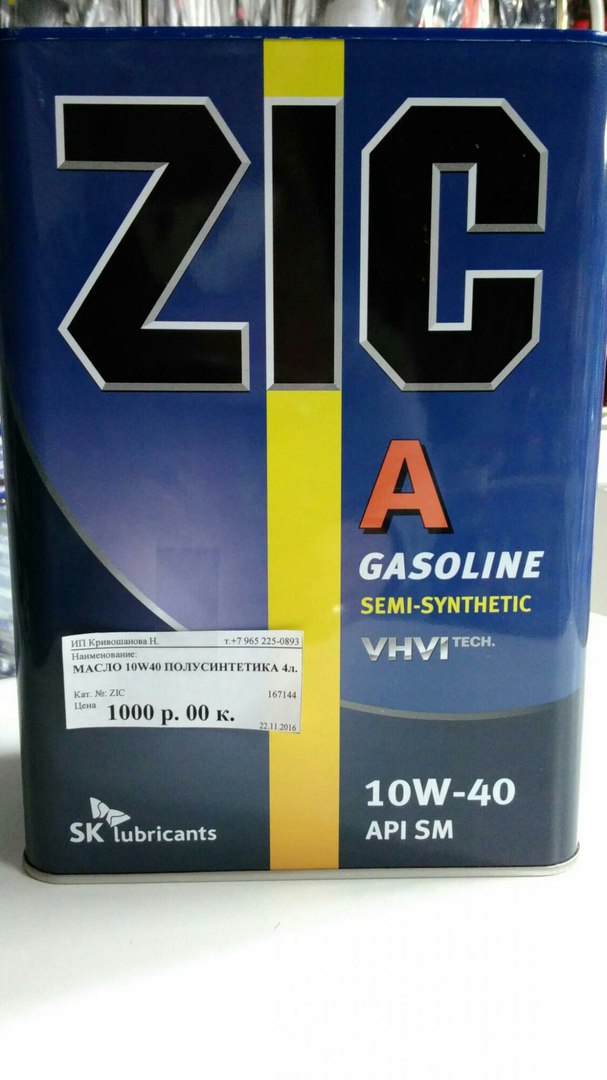 ZIC
A
GASOLINE
SEMI-SYNTHETIC
VHVI TECH.
ИП Кривошанова Н. т.+7 965 225-0893
Наименование:
МАСЛО 10W40 ПОЛУСИНТЕТИКА 4л.
Кат. №: ZIC 167144
Цена 1000 р. 00 к.
22.11.2016
10W-40
API SM
SK lubricants